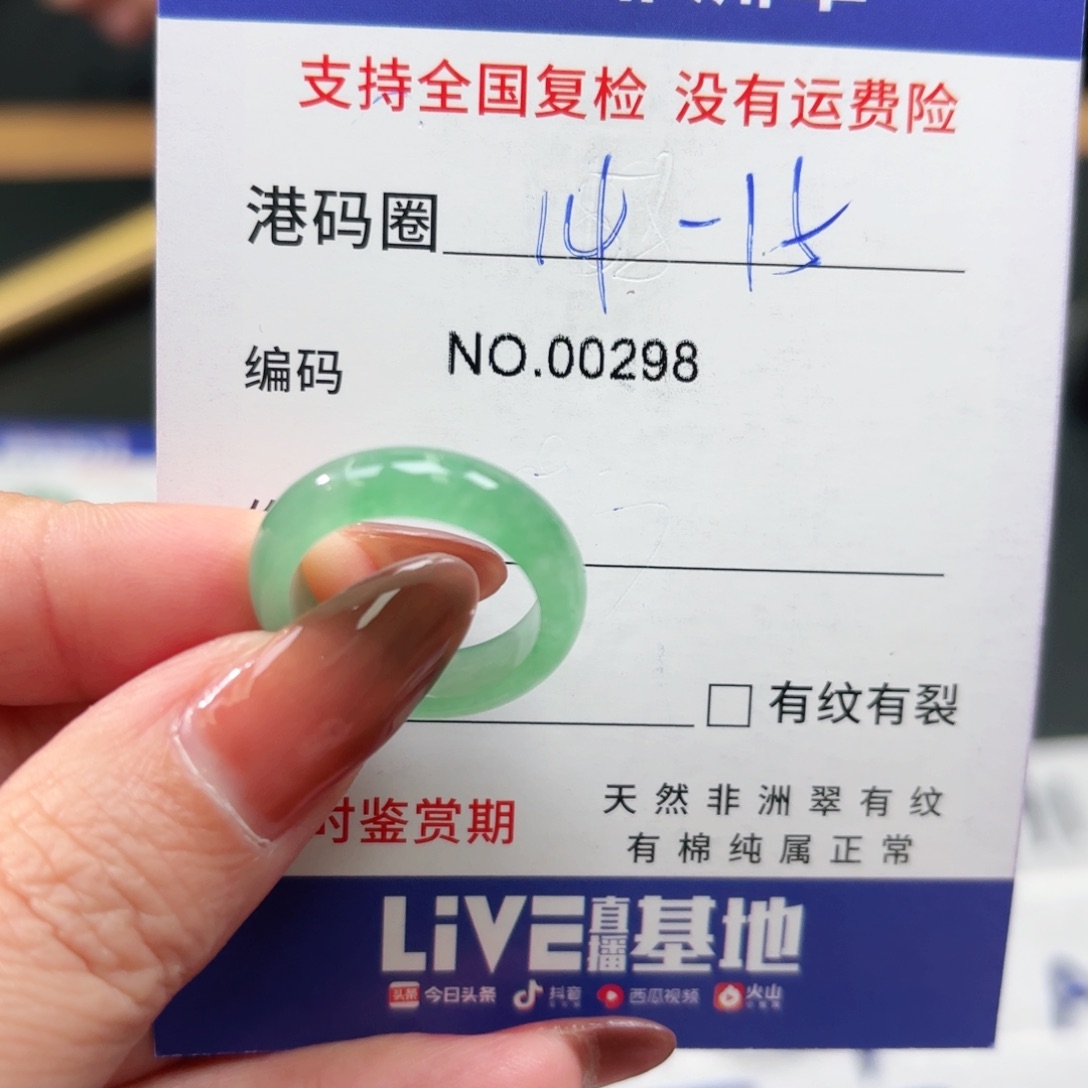 支持全国复检 没有运费险
港码圈 14-15
编码 NO.00298
有纹有裂
时鉴赏期
天然非洲翠有纹
有棉纯属正常
LiVE直播基地
头条 今日头条 抖音 西瓜视频 火山